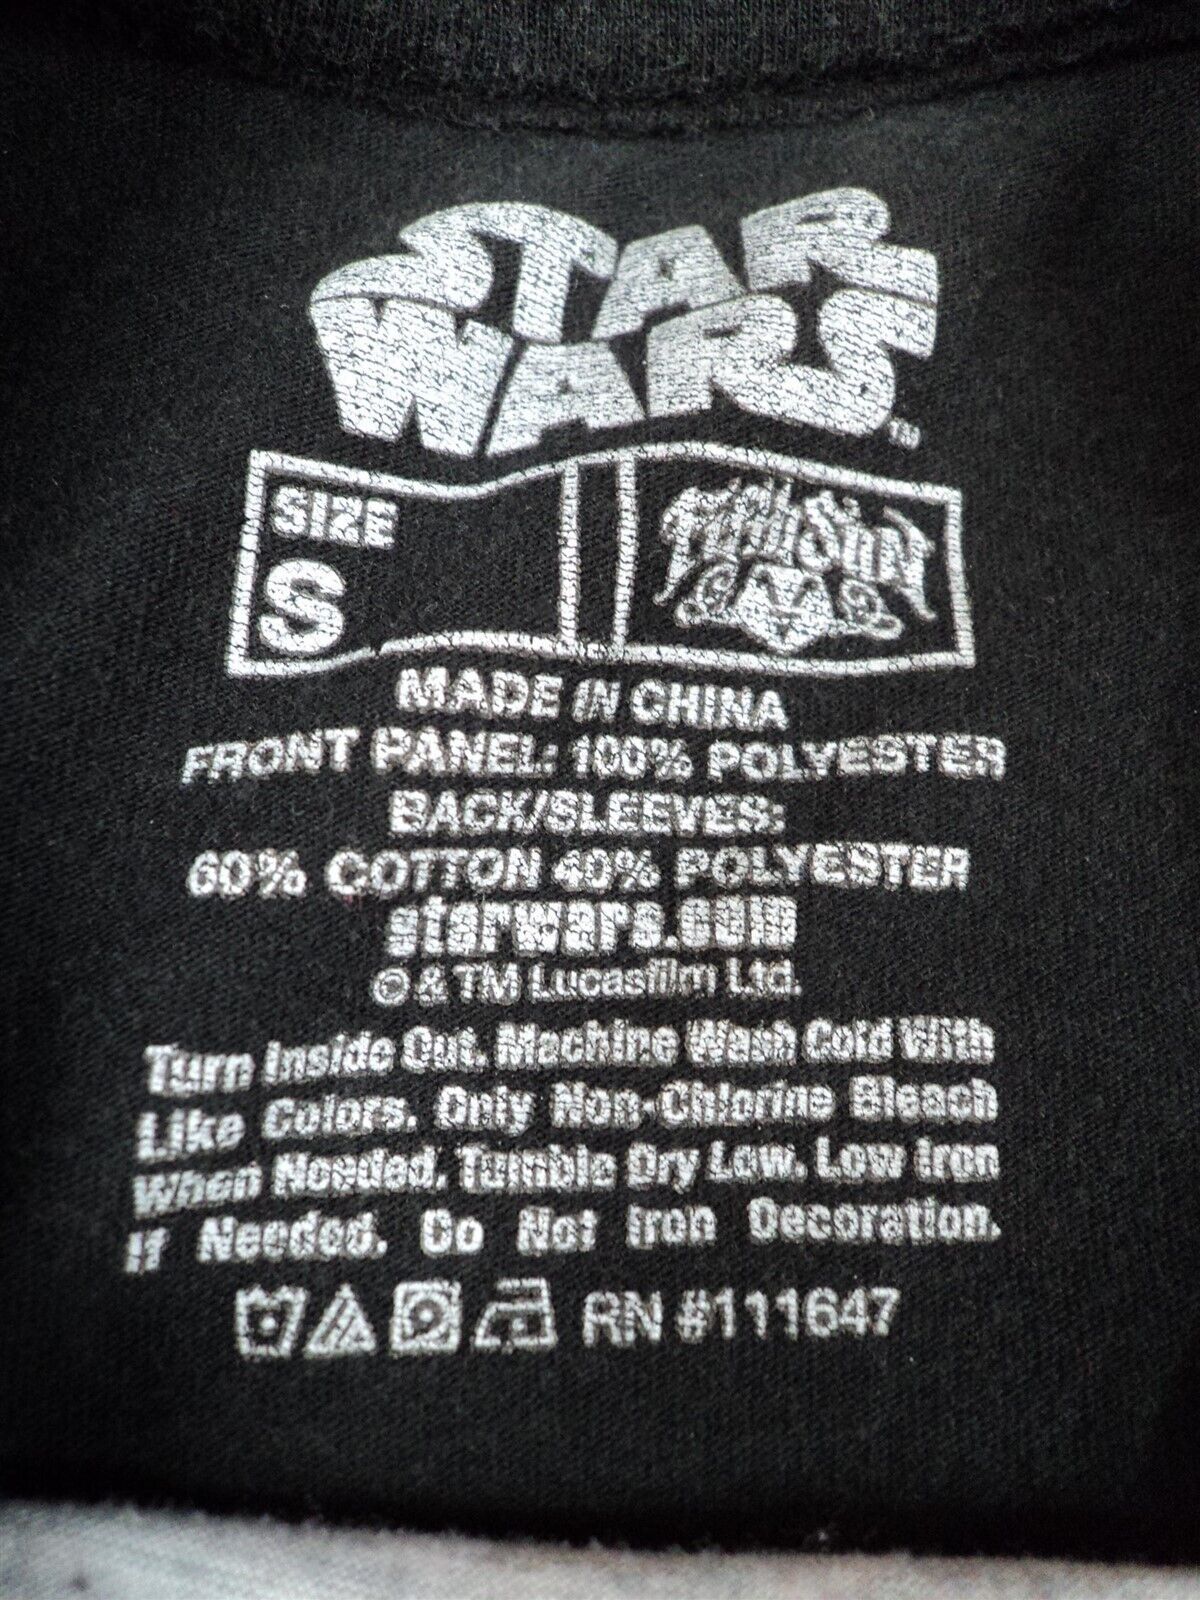 STAR
WARS™
SIZE
S
MADE IN CHINA
FRONT PANEL: 100% POLYESTER
BACK/SLEEVES:
60% COTTON 40% POLYESTER
starwars.com
© & TM Lucasfilm Ltd.
Turn Inside Out. Machine Wash Cold With
Like Colors. Only Non-Chlorine Bleach
When Needed. Tumble Dry Low. Low Iron
If Needed. Do Not Iron Decoration.
RN #111647